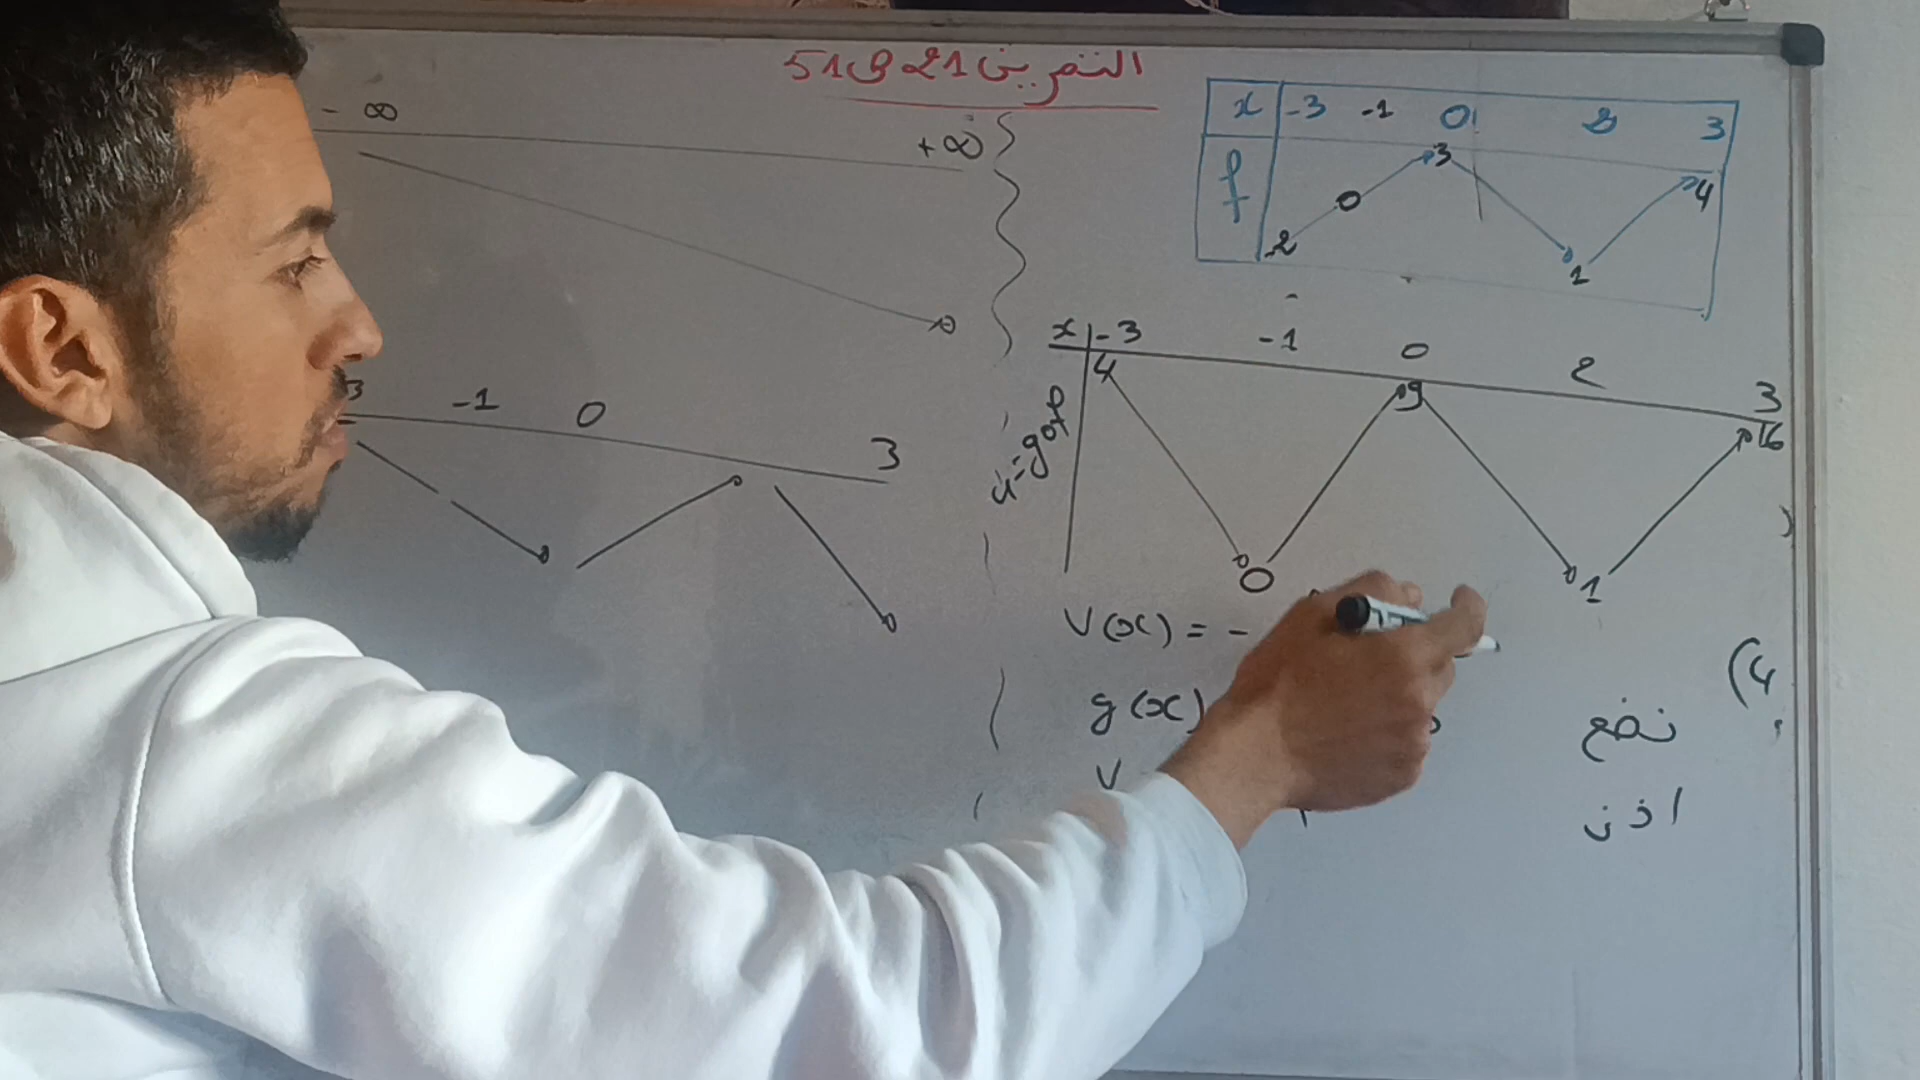 التمرين 21 ص 51
x -3 -1 0 2 3
f -2 0 3 1 4
- ∞ +∞
x -3 -1 0 2 3
u=gof 4 0 9 1 16
3 -1 0 3
V(x) = -
(4
g(x) نضع
V اذن